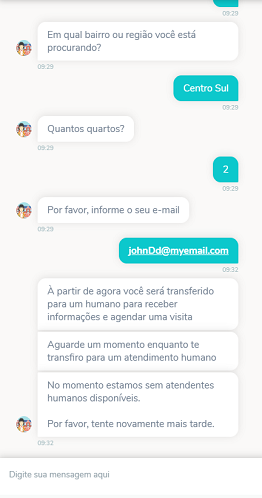 09:29
Em qual bairro ou região você está
procurando?
09:29
Centro Sul
09:29
Quantos quartos?
09:29
2
09:29
Por favor, informe o seu e-mail
09:29
johnDd@myemail.com
09:32
À partir de agora você será transferido
para um humano para receber
informações e agendar uma visita
Aguarde um momento enquanto te
transfiro para um atendimento humano
No momento estamos sem atendentes
humanos disponíveis.
Por favor, tente novamente mais tarde.
09:32
Digite sua mensagem aqui